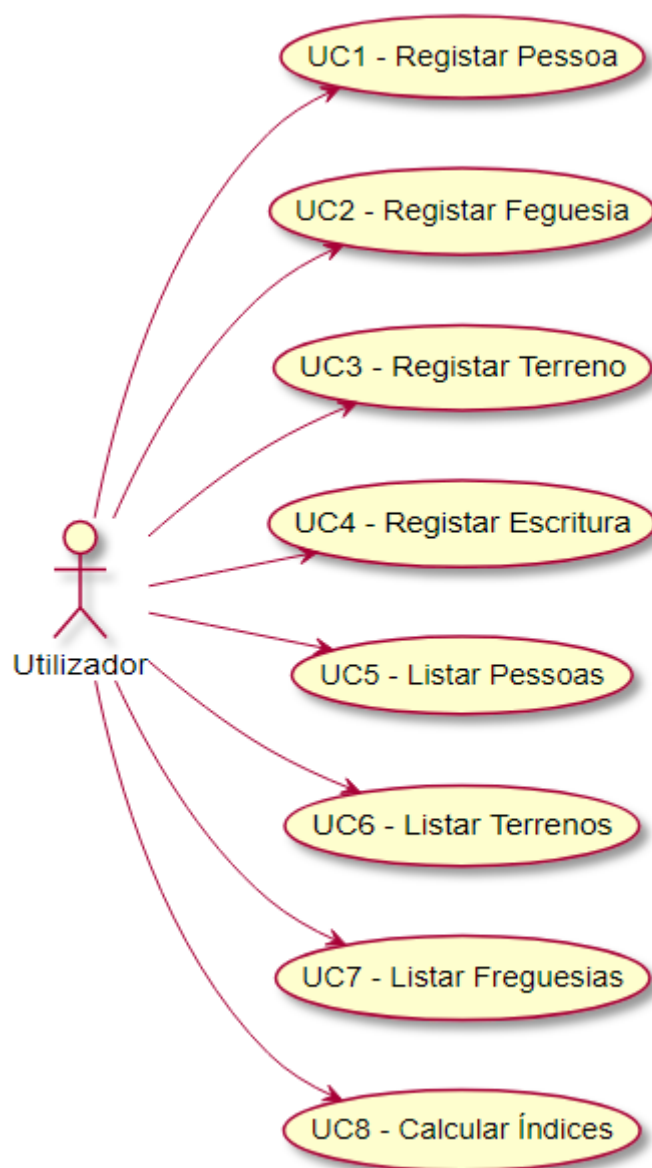 UC1 - Registar Pessoa
UC2 - Registar Feguesia
UC3 - Registar Terreno
UC4 - Registar Escritura
Utilizador
UC5 - Listar Pessoas
UC6 - Listar Terrenos
UC7 - Listar Freguesias
UC8 - Calcular Índices